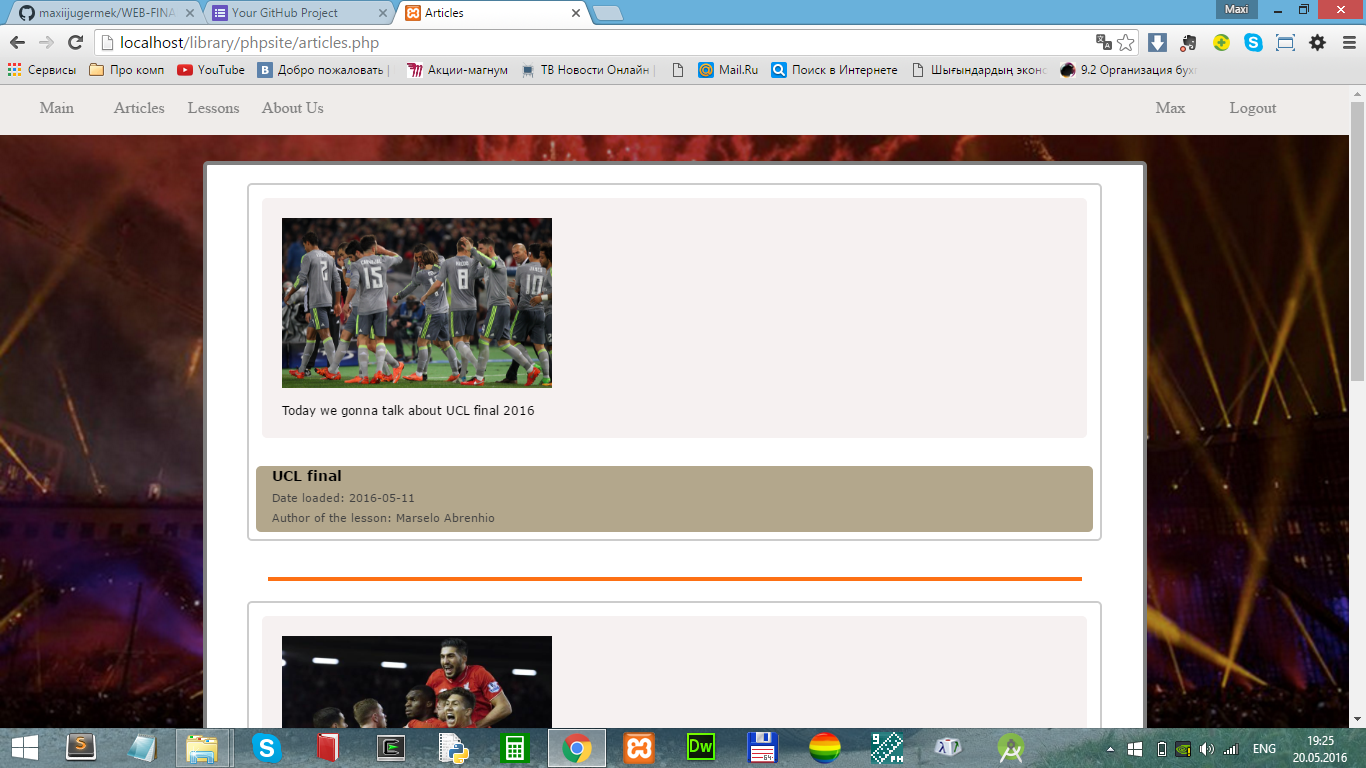 maxiijugermek/WEB-FINA
Your GitHub Project
Articles
Maxi
localhost/library/phpsite/articles.php
Сервисы
Про комп
YouTube
Добро пожаловать |
Акции-магнум
ТВ Новости Онлайн |
Mail.Ru
Поиск в Интернете
Шығындардың экон
9.2 Организация бухг
Main
Articles
Lessons
About Us
Max
Logout
2
15
8
10
Today we gonna talk about UCL final 2016
UCL final
Date loaded: 2016-05-11
Author of the lesson: Marselo Abrenhio
Dw
64
PH
ENG
19:25
20.05.2016